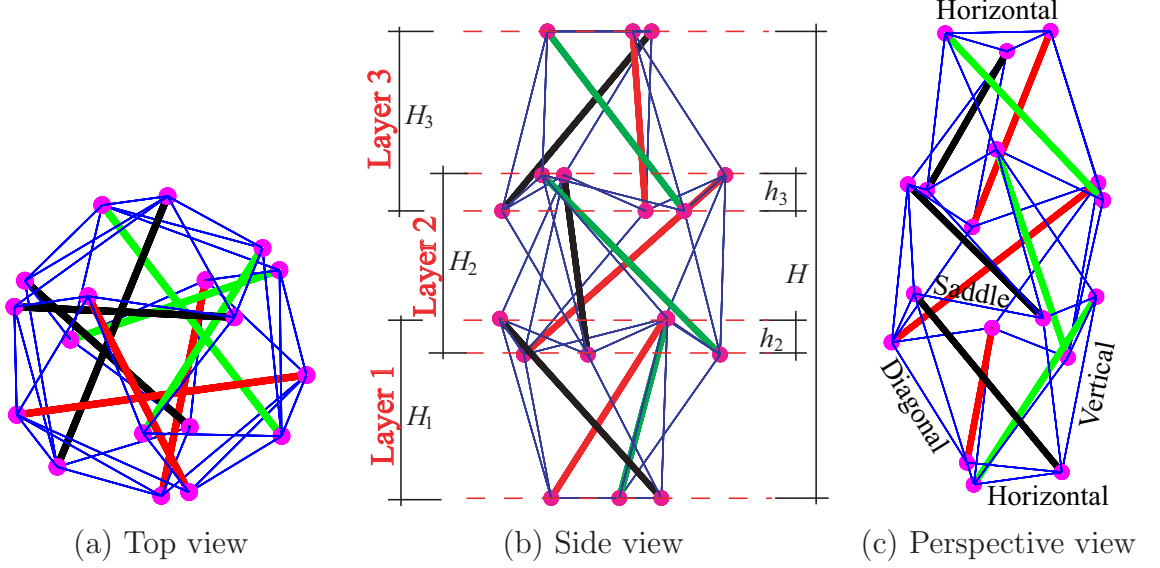 Horizontal
Layer 3
H3
h3
Layer 2
H2
H
Saddle
h2
Layer 1
H1
Diagonal
Vertical
Horizontal
(a) Top view
(b) Side view
(c) Perspective view